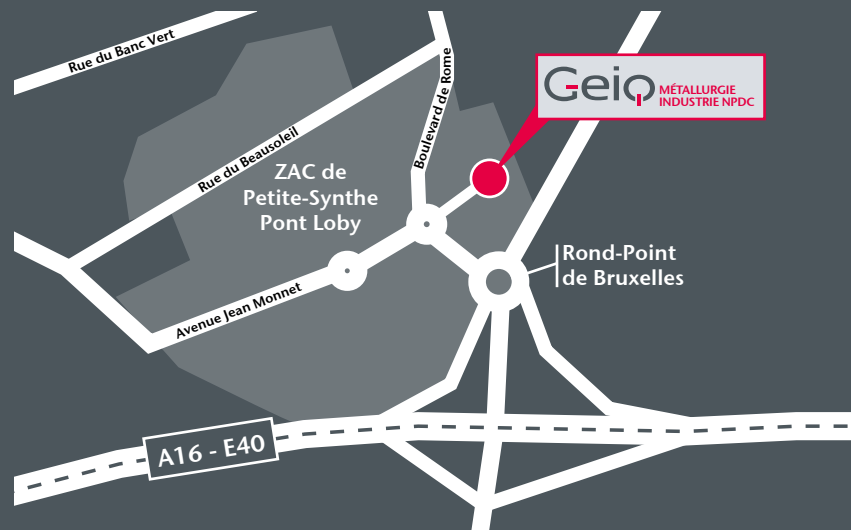 Rue du Banc Vert
Boulevard de Rome
Geiq
MÉTALLURGIE
INDUSTRIE NPDC
Rue du Beausoleil
ZAC de
Petite-Synthe
Pont Loby
Rond-Point
de Bruxelles
Avenue Jean Monnet
A16 - E40